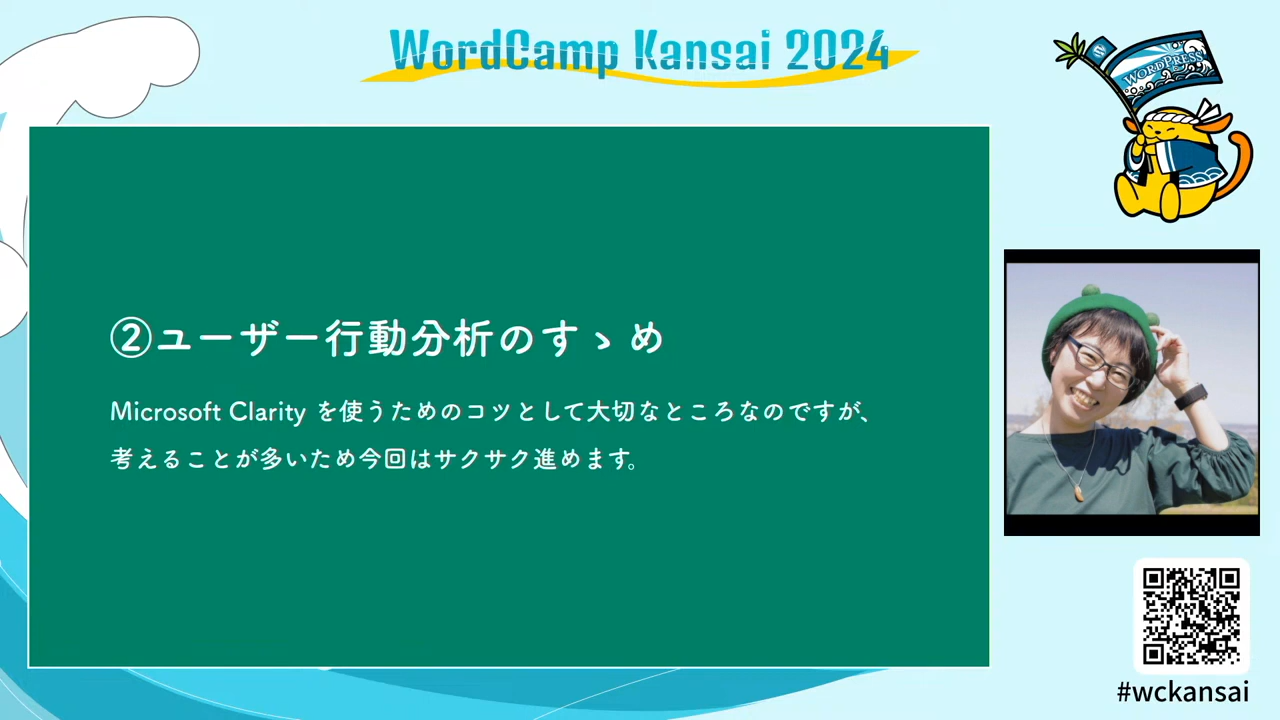 WordCamp Kansai 2024
WORDPRESS
②ユーザー行動分析のすゝめ
Microsoft Clarity を使うためのコツとして大切なところなのですが、
考えることが多いため今回はサクサク進めます。
#wckansai